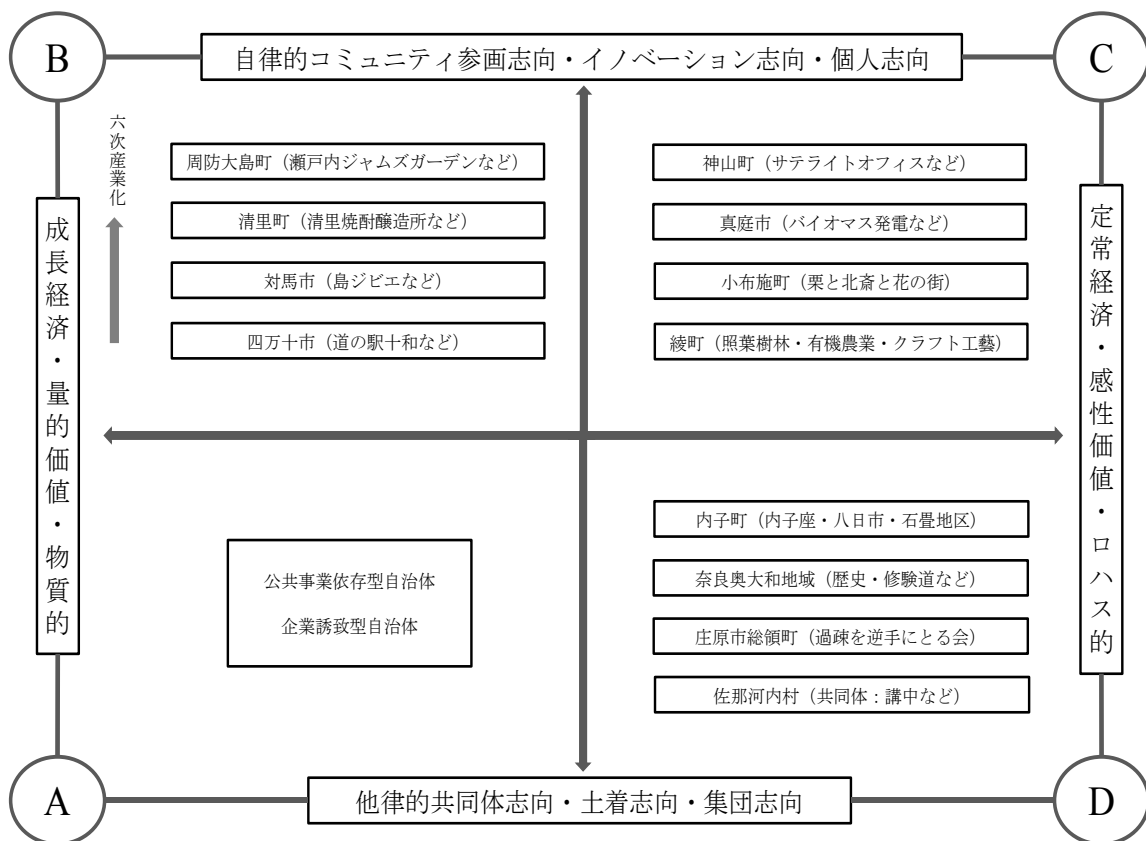 B
自律的コミュニティ参画志向・イノベーション志向・個人志向
C
六次産業化
成長経済・量的価値・物質的
周防大島町（瀬戸内ジャムズガーデンなど）
清里町（清里焼酎醸造所など）
対馬市（島ジビエなど）
四万十市（道の駅十和など）
神山町（サテライトオフィスなど）
真庭市（バイオマス発電など）
小布施町（栗と北斎と花の街）
綾町（照葉樹林・有機農業・クラフト工藝）
定常経済・感性価値・ロハス的
公共事業依存型自治体
企業誘致型自治体
内子町（内子座・八日市・石畳地区）
奈良奥大和地域（歴史・修験道など）
庄原市総領町（過疎を逆手にとる会）
佐那河内村（共同体：講中など）
A
他律的共同体志向・土着志向・集団志向
D